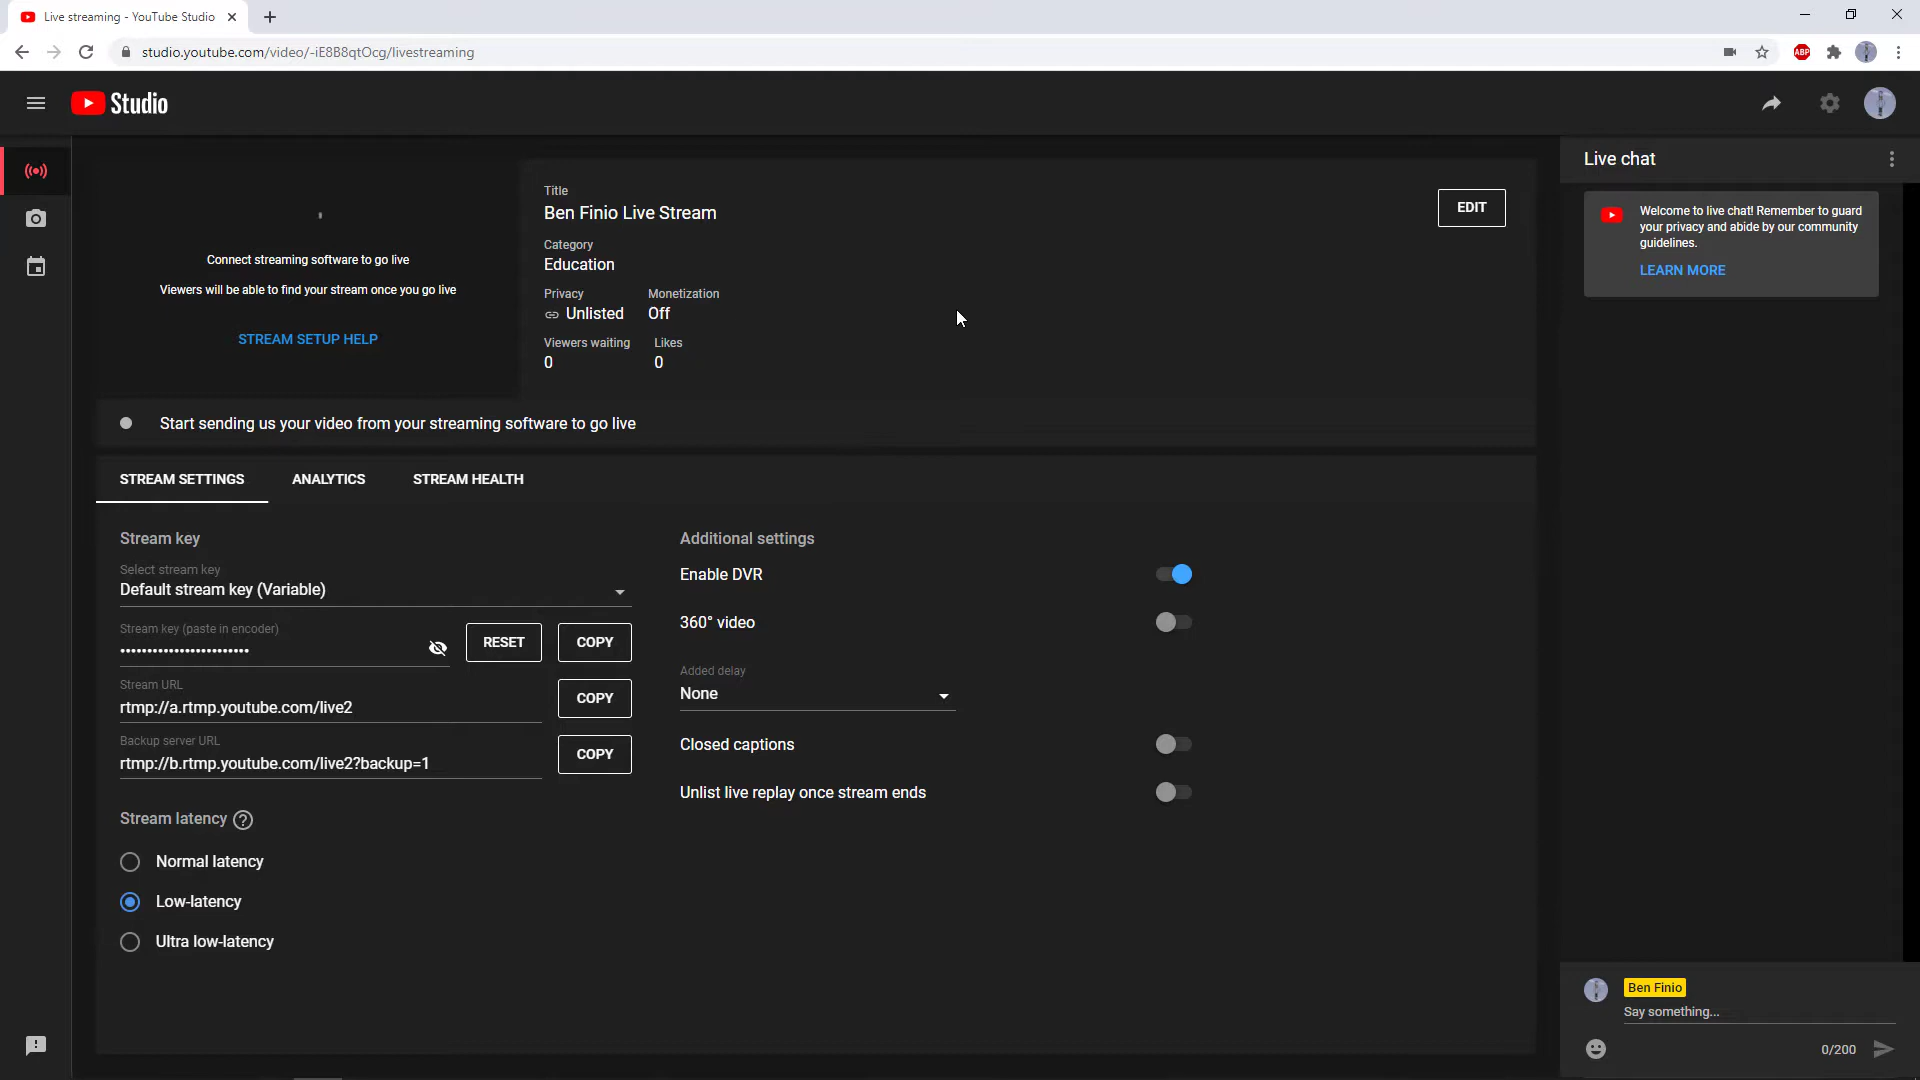 Live streaming - YouTube Studio
studio.youtube.com/video/-iE8B8qtOcg/livestreaming
ABP
Studio
Connect streaming software to go live
Viewers will be able to find your stream once you go live
STREAM SETUP HELP
Title
Ben Finio Live Stream
EDIT
Category
Education
Privacy Monetization
Unlisted Off
Viewers waiting Likes
0 0
Start sending us your video from your streaming software to go live
STREAM SETTINGS ANALYTICS STREAM HEALTH
Stream key
Select stream key
Default stream key (Variable)
Stream key (paste in encoder)
•••••••••••••••••••••••• RESET COPY
Stream URL
rtmp://a.rtmp.youtube.com/live2 COPY
Backup server URL
rtmp://b.rtmp.youtube.com/live2?backup=1 COPY
Stream latency ?
Normal latency
Low-latency
Ultra low-latency
Additional settings
Enable DVR
360° video
Added delay
None
Closed captions
Unlist live replay once stream ends
Live chat
Welcome to live chat! Remember to guard
your privacy and abide by our community
guidelines.
LEARN MORE
Ben Finio
Say something...
0/200